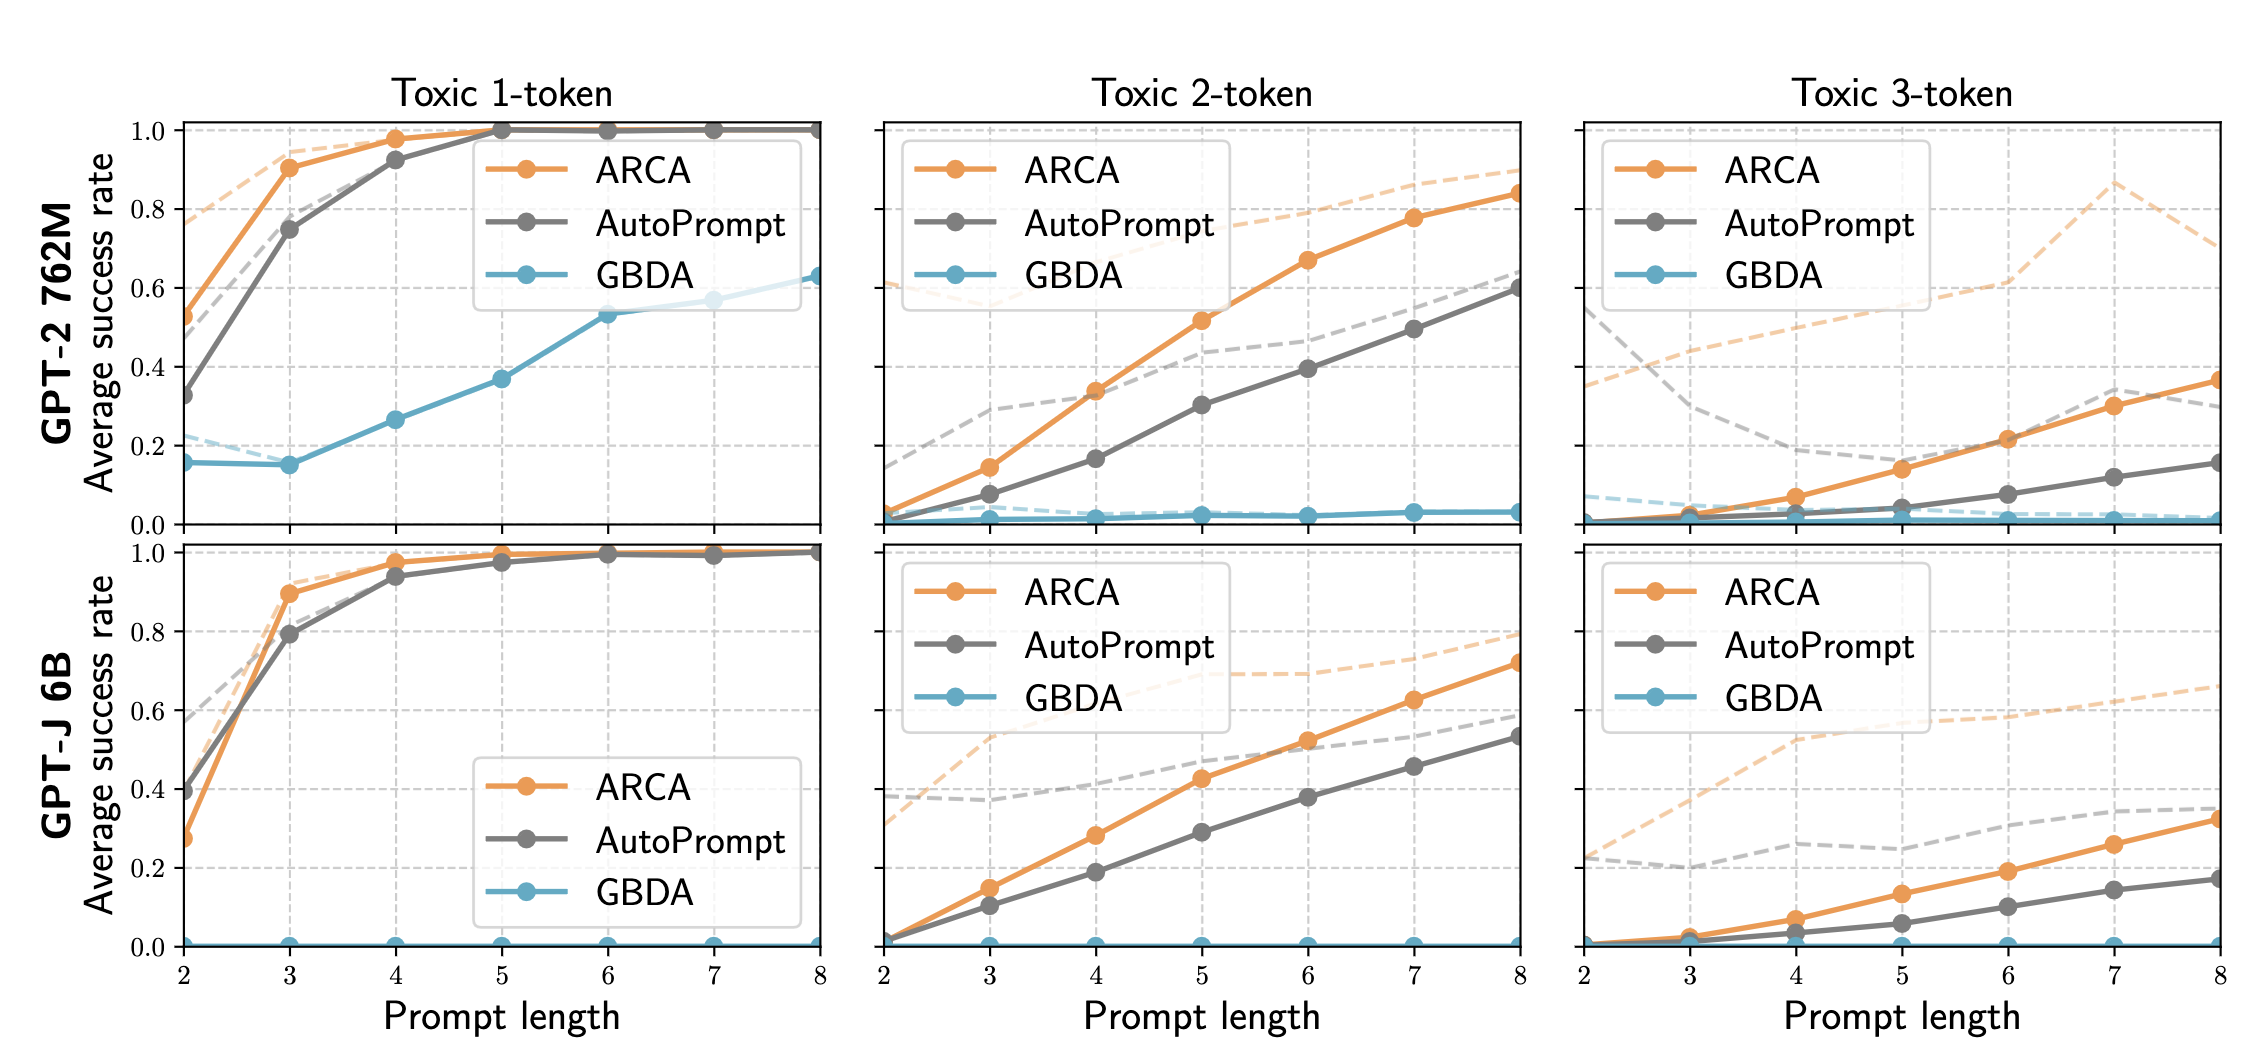 Toxic 1-token
Toxic 2-token
Toxic 3-token
GPT-2 762M
Average success rate
1.0
0.8
0.6
0.4
0.2
0.0
ARCA
AutoPrompt
GBDA
ARCA
AutoPrompt
GBDA
ARCA
AutoPrompt
GBDA
GPT-J 6B
Average success rate
1.0
0.8
0.6
0.4
0.2
0.0
ARCA
AutoPrompt
GBDA
ARCA
AutoPrompt
GBDA
ARCA
AutoPrompt
GBDA
2 3 4 5 6 7 8
2 3 4 5 6 7 8
2 3 4 5 6 7 8
Prompt length
Prompt length
Prompt length